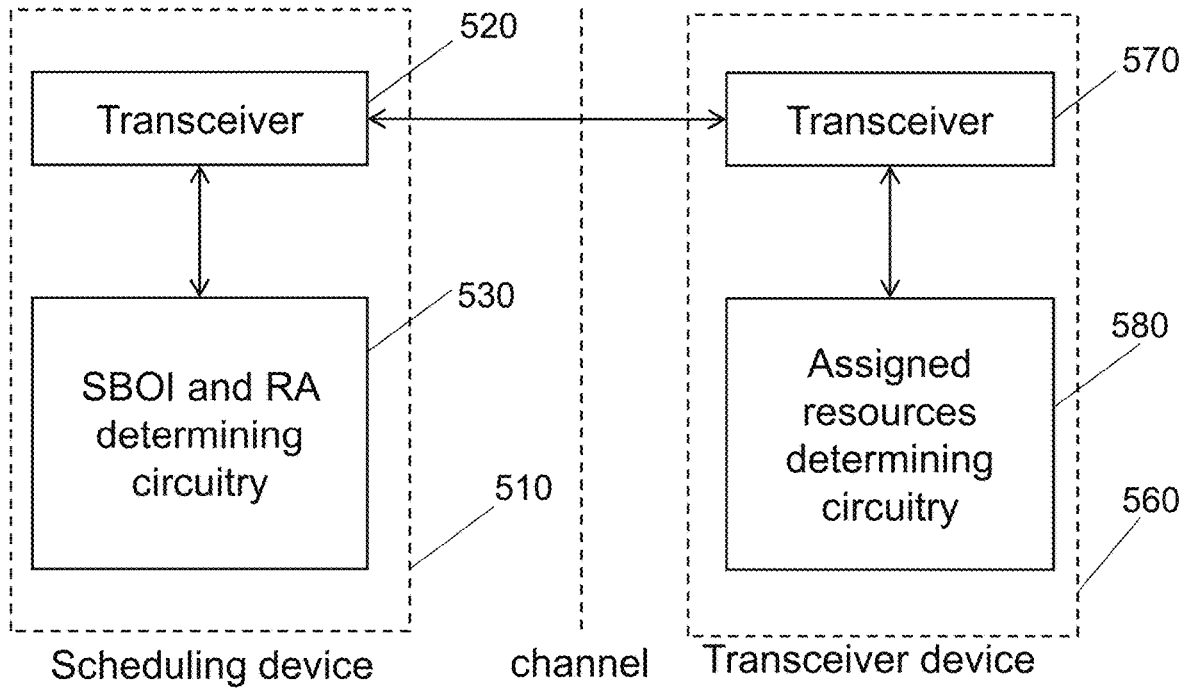 520
Transceiver
570
Transceiver
530
SBOI and RA
determining
circuitry
510
580
Assigned
resources
determining
circuitry
560
Scheduling device
channel
Transceiver device